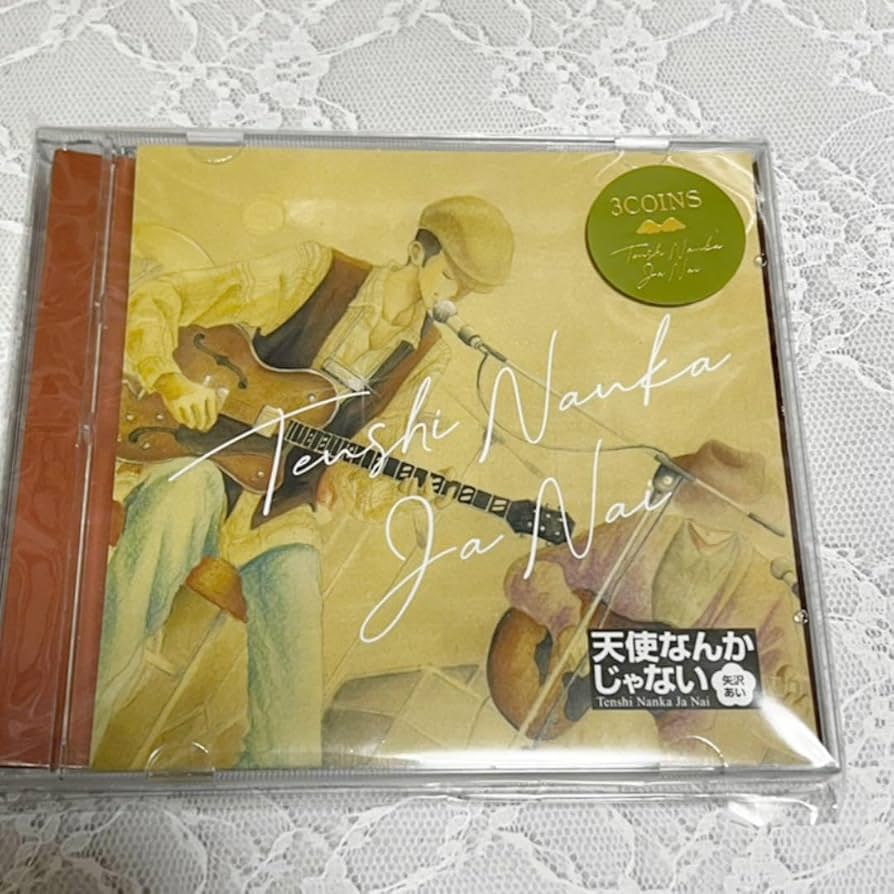 3COINS
Tenshi Nanka
Ja Nai
Tenshi Nanka
Ja Nai
天使なんか
じゃない
矢沢
あい
Tenshi Nanka Ja Nai